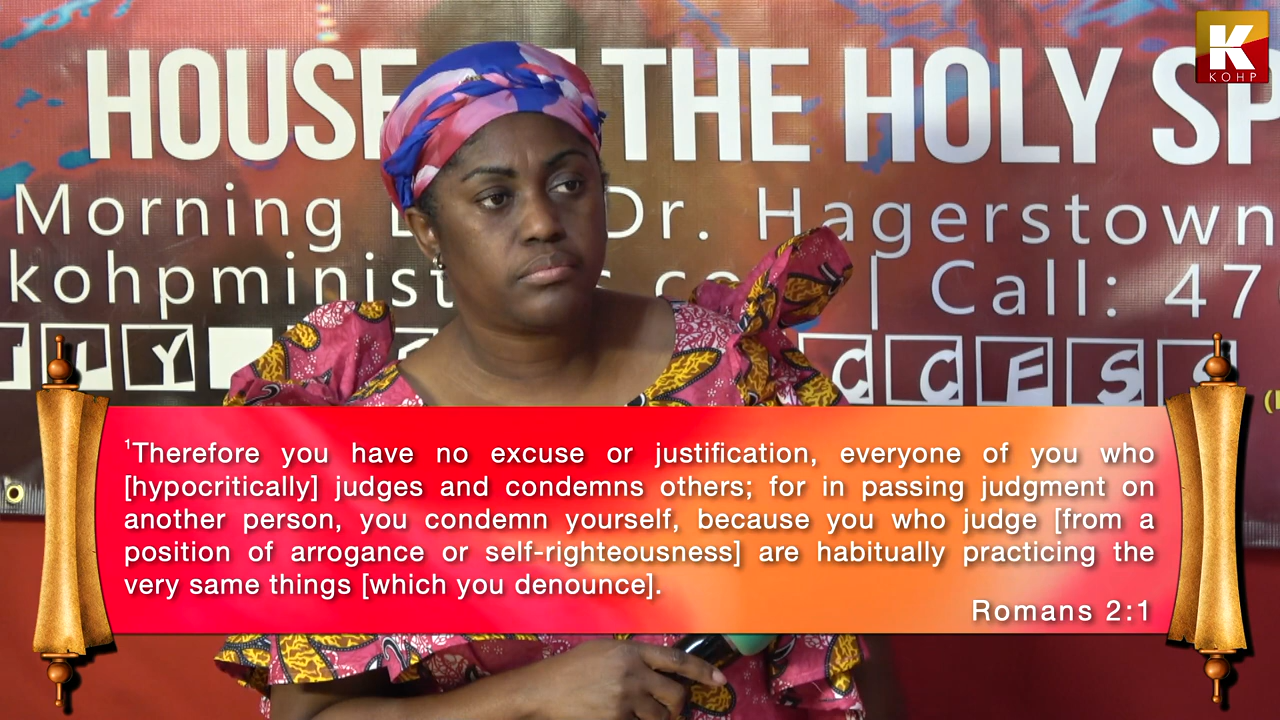 K
KOHP
HOUSE THE HOLY SP
Morning Dr. Hagerstown
kohpminist s.co | Call: 47
LY CCESS
¹Therefore you have no excuse or justification, everyone of you who
[hypocritically] judges and condemns others; for in passing judgment on
another person, you condemn yourself, because you who judge [from a
position of arrogance or self-righteousness] are habitually practicing the
very same things [which you denounce].
Romans 2:1